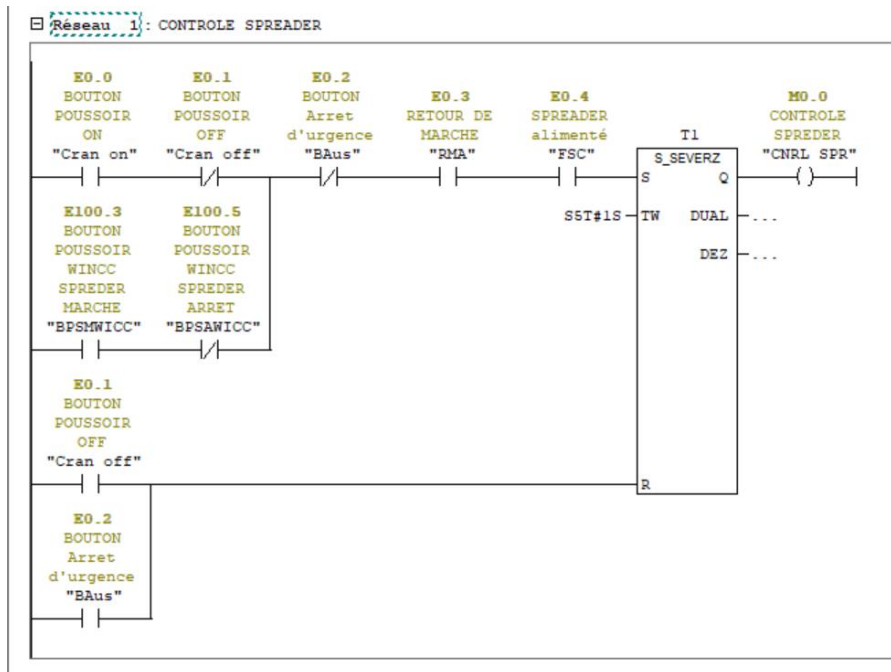 Réseau 1: CONTROLE SPREADER
E0.0
BOUTON
POUSSOIR
ON
"Cran on"
E0.1
BOUTON
POUSSOIR
OFF
"Cran off"
E0.2
BOUTON
Arret
d'urgence
"BAus"
E0.3
RETOUR DE
MARCHE
"RMA"
E0.4
SPREADER
alimenté
"FSC"
T1
S_SEVERZ
S
Q
M0.0
CONTROLE
SPREDER
"CNRL SPR"
S5T#1S
TW
DUAL
...
DEZ
...
E100.3
BOUTON
POUSSOIR
WINCC
SPREDER
MARCHE
"BPSMWICC"
E100.5
BOUTON
POUSSOIR
WINCC
SPREDER
ARRET
"BPSAWICC"
E0.1
BOUTON
POUSSOIR
OFF
"Cran off"
R
E0.2
BOUTON
Arret
d'urgence
"BAus"